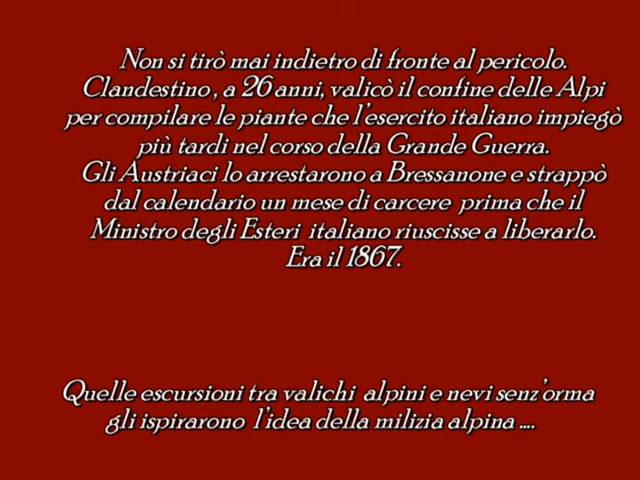 Non si tirò mai indietro di fronte al pericolo.
Clandestino , a 26 anni, valicò il confine delle Alpi
per compilare le piante che l'esercito italiano impiegò
più tardi nel corso della Grande Guerra.
Gli Austriaci lo arrestarono a Bressanone e strappò
dal calendario un mese di carcere prima che il
Ministro degli Esteri italiano riuscisse a liberarlo.
Era il 1867.
Quelle escursioni tra valichi alpini e nevi senz'orma
gli ispirarono l'idea della milizia alpina ....